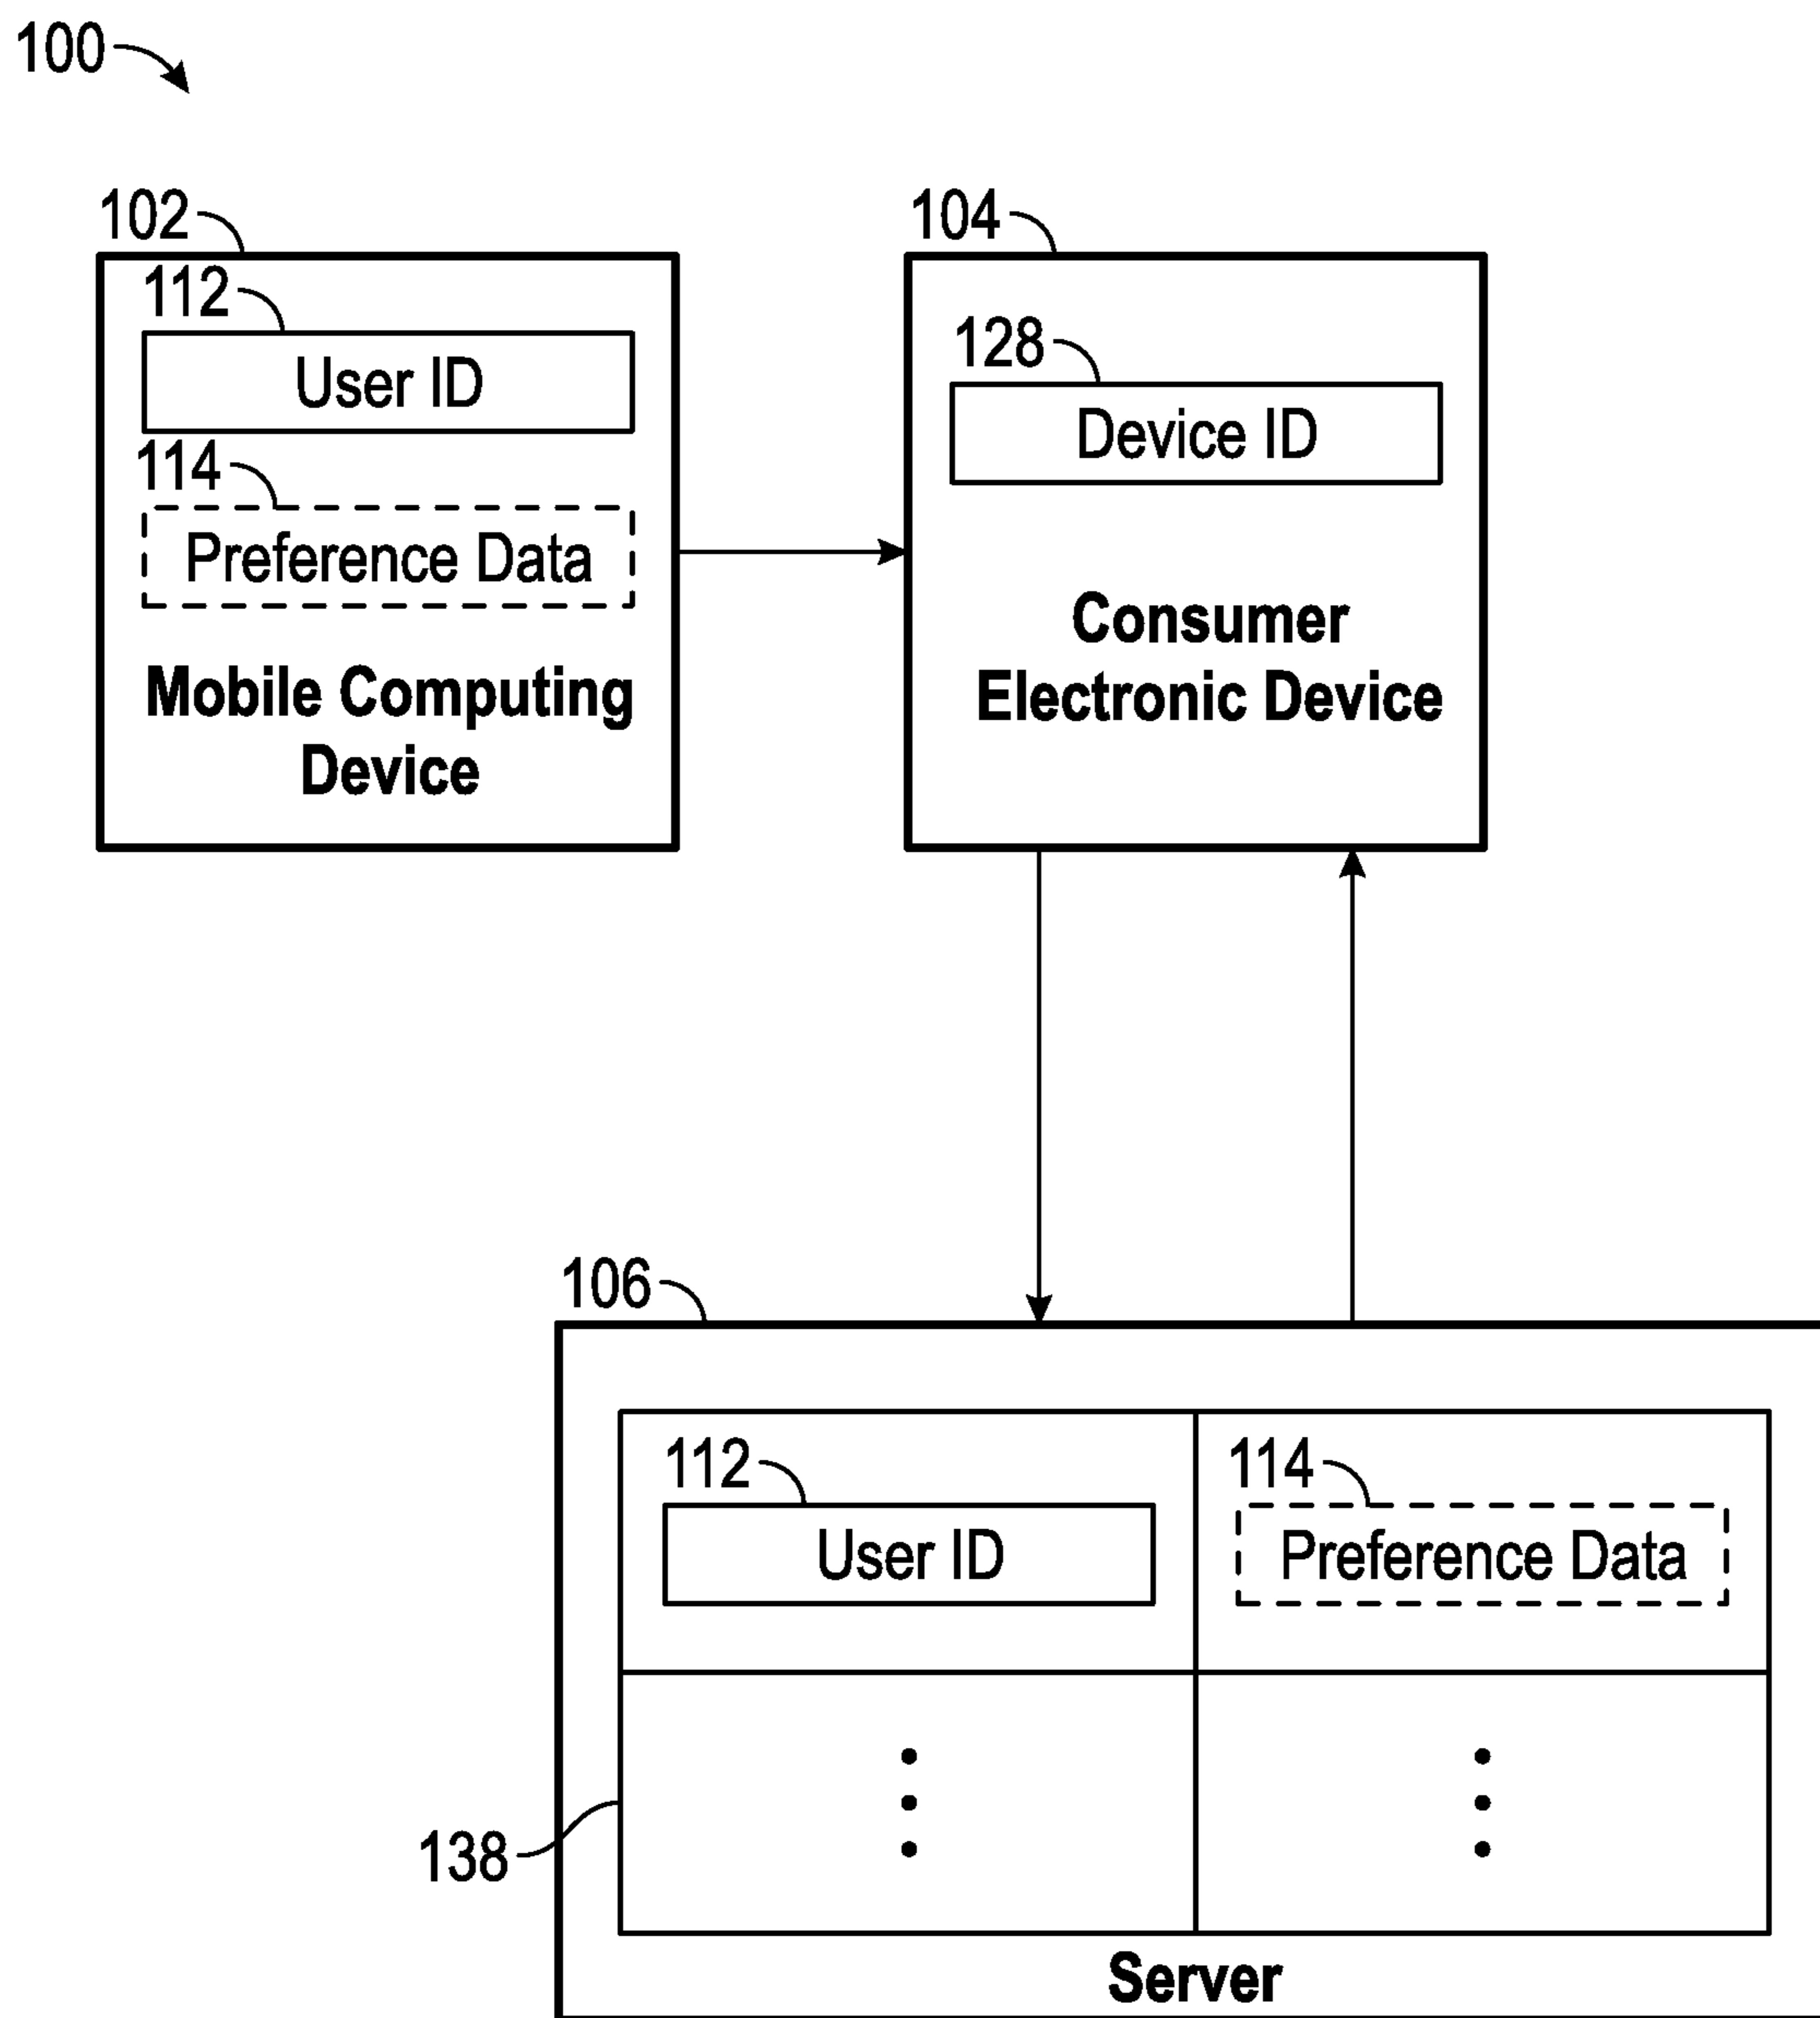 100
102
112
User ID
114
Preference Data
Mobile Computing
Device
104
128
Device ID
Consumer
Electronic Device
106
112
User ID
114
Preference Data
138
Server